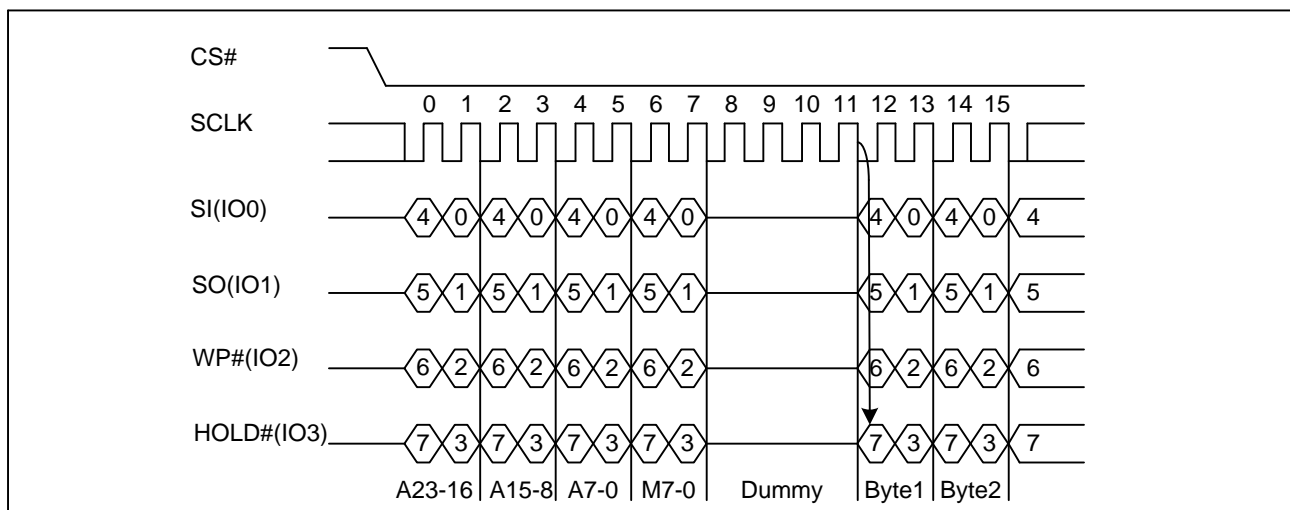 CS#
0 1 2 3 4 5 6 7 8 9 10 11 12 13 14 15
SCLK
SI(IO0) 4 0 4 0 4 0 4 0 4 0 4 0 4
SO(IO1) 5 1 5 1 5 1 5 1 5 1 5 1 5
WP#(IO2) 6 2 6 2 6 2 6 2 6 2 6 2 6
HOLD#(IO3) 7 3 7 3 7 3 7 3 7 3 7 3 7
A23-16 A15-8 A7-0 M7-0 Dummy Byte1 Byte2